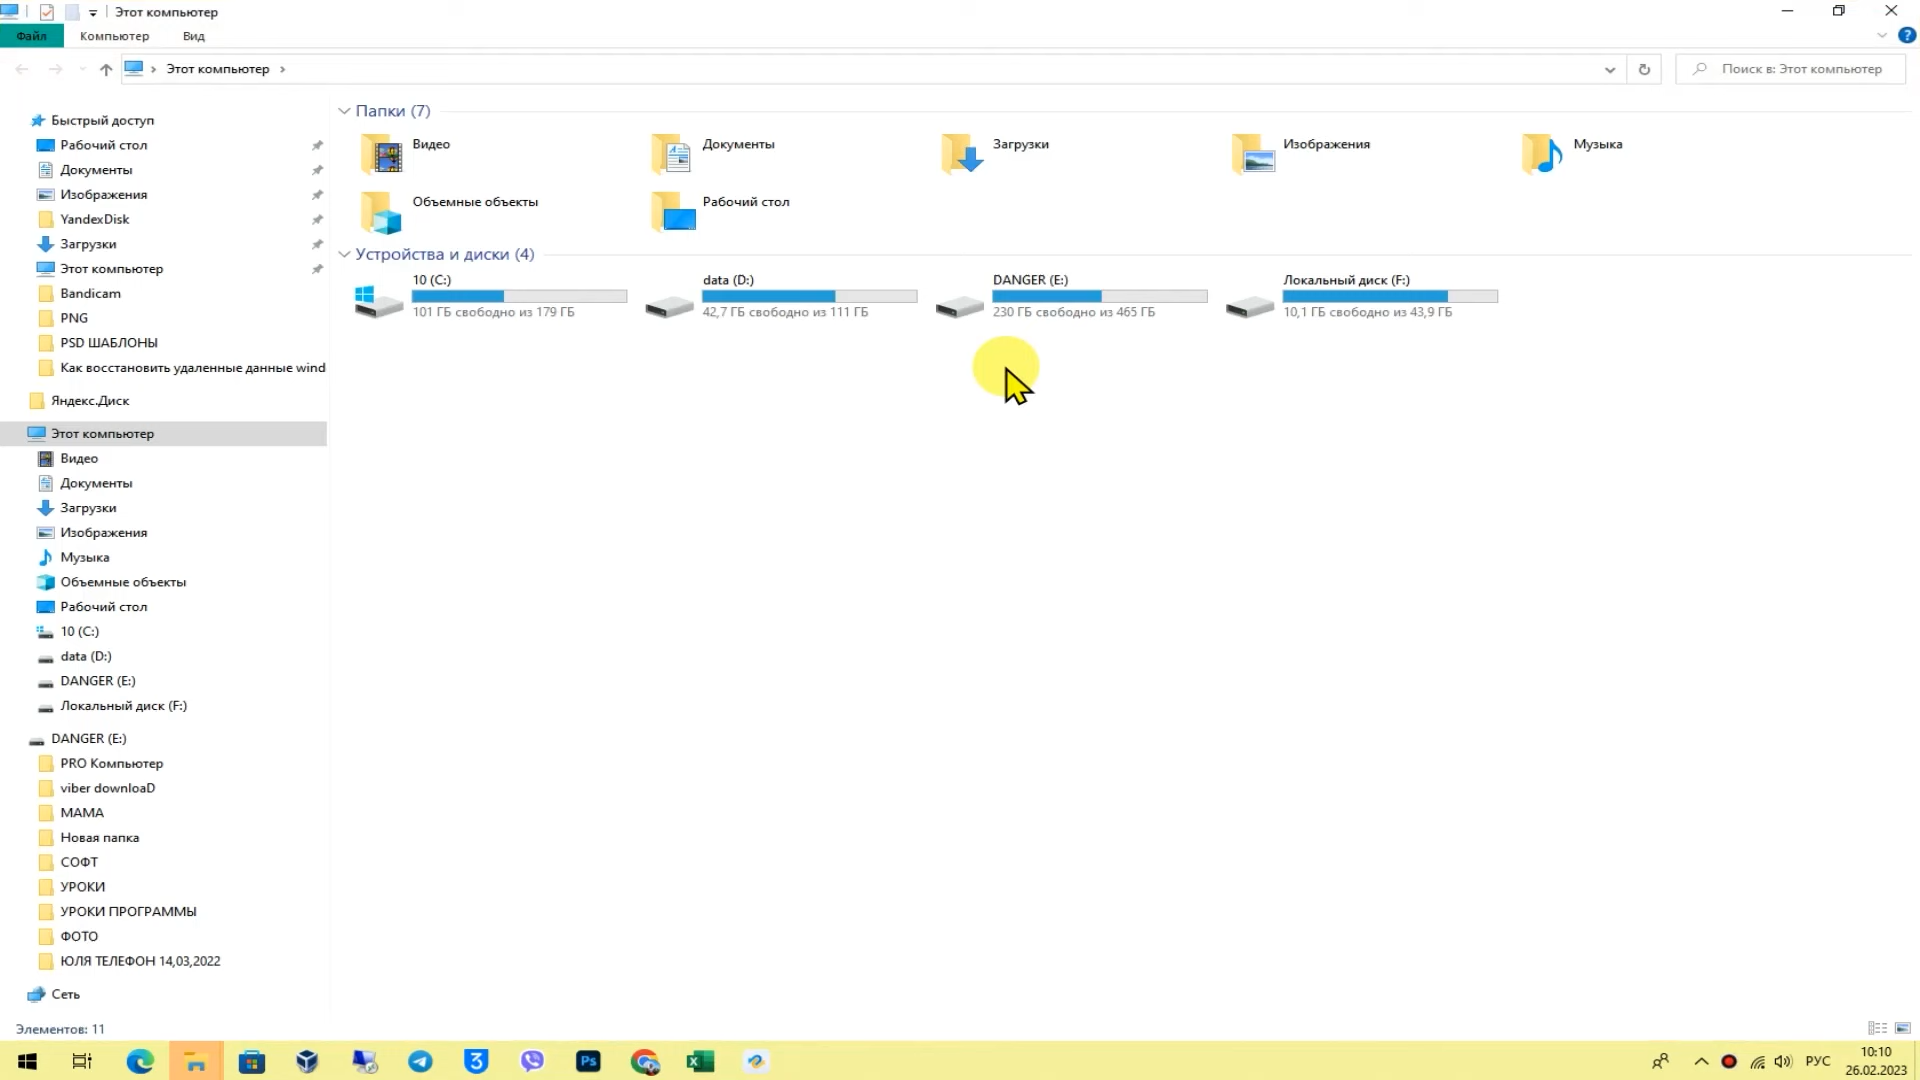 Этот компьютер
Файл Компьютер Вид
Этот компьютер
Поиск в: Этот компьютер
Быстрый доступ
Рабочий стол
Документы
Изображения
YandexDisk
Загрузки
Этот компьютер
Bandicam
PNG
PSD ШАБЛОНЫ
Как восстановить удаленные данные wind
Яндекс.Диск
Этот компьютер
Видео
Документы
Загрузки
Изображения
Музыка
Объемные объекты
Рабочий стол
10 (C:)
data (D:)
DANGER (E:)
Локальный диск (F:)
DANGER (E:)
PRO Компьютер
viber downloaD
МАМА
Новая папка
СОФТ
УРОКИ
УРОКИ ПРОГРАММЫ
ФОТО
ЮЛЯ ТЕЛЕФОН 14,03,2022
Сеть
Папки (7)
Видео Документы Загрузки Изображения Музыка
Объемные объекты Рабочий стол
Устройства и диски (4)
10 (C:) data (D:) DANGER (E:) Локальный диск (F:)
101 ГБ свободно из 179 ГБ 42,7 ГБ свободно из 111 ГБ 230 ГБ свободно из 465 ГБ 10,1 ГБ свободно из 43,9 ГБ
Элементов: 11
Ps
РУС
10:10
26.02.2023